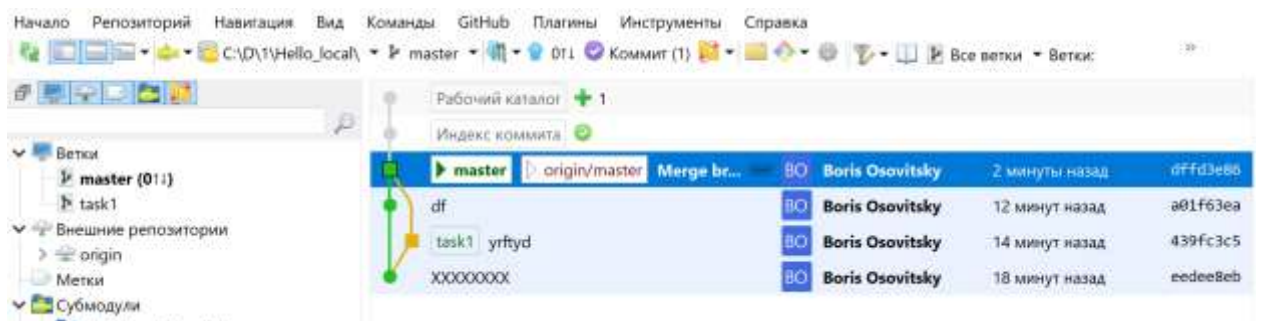 Начало Репозиторий Навигация Вид Команды GitHub Плагины Инструменты Справка
C:\D\1\Hello_local\ master 0↑↓ Коммит (1) Все ветки Ветки: »
Рабочий каталог 1
Индекс коммита
Ветки
master (0↑↓)
task1
Внешние репозитории
origin
Метки
Субмодули
master origin/master Merge br... BO Boris Osovitsky 2 минуты назад dffd3e86
df BO Boris Osovitsky 12 минут назад a01f63ea
task1 yrftyd BO Boris Osovitsky 14 минут назад 439fc3c5
XXXXXXXX BO Boris Osovitsky 18 минут назад eedee8eb